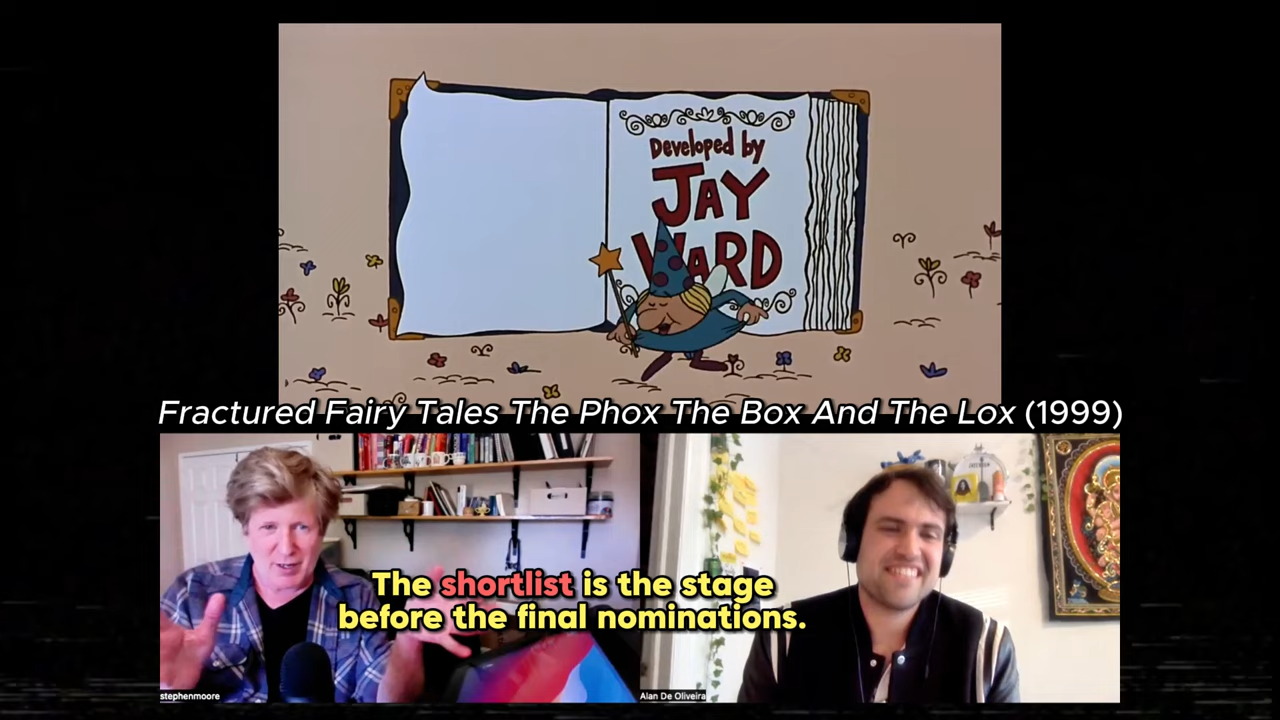 Developed by
JAY
WARD
Fractured Fairy Tales The Phox The Box And The Lox (1999)
The shortlist is the stage
before the final nominations.
stephenmoore
Alan De Oliveira